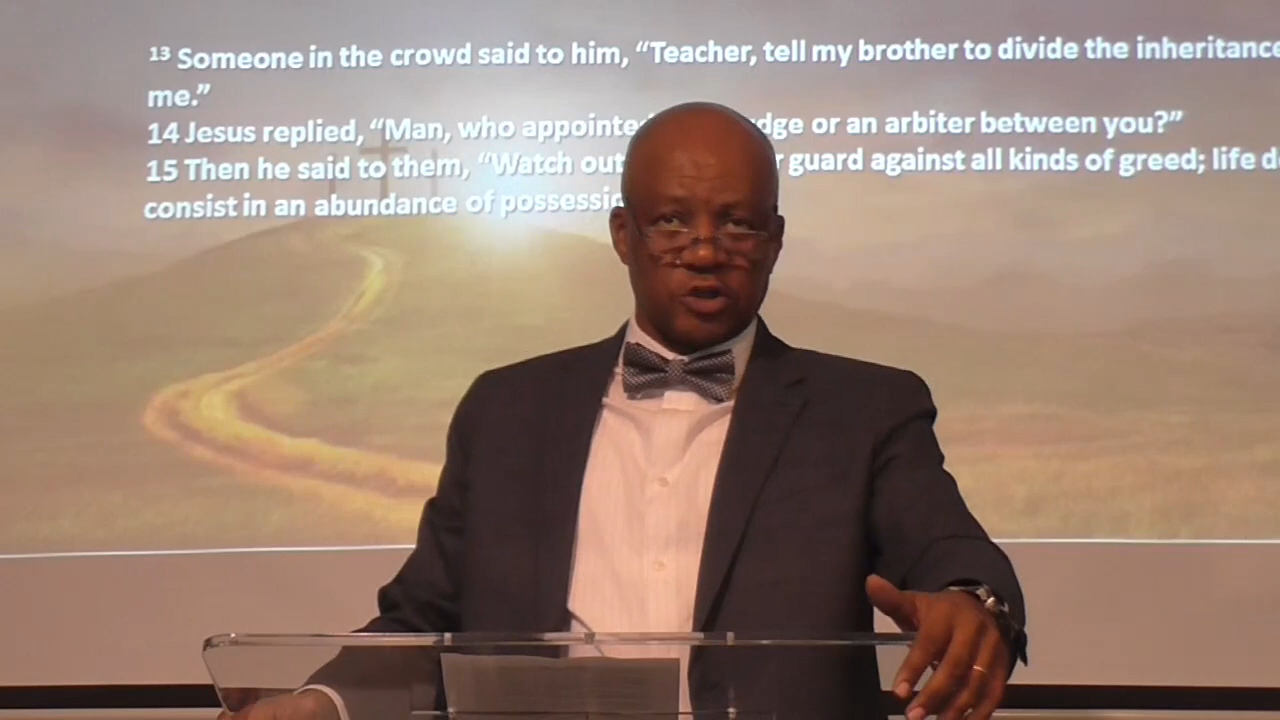 13 Someone in the crowd said to him, “Teacher, tell my brother to divide the inheritance
me.”
14 Jesus replied, “Man, who appointe dge or an arbiter between you?”
15 Then he said to them, “Watch out r guard against all kinds of greed; life d
consist in an abundance of possessi